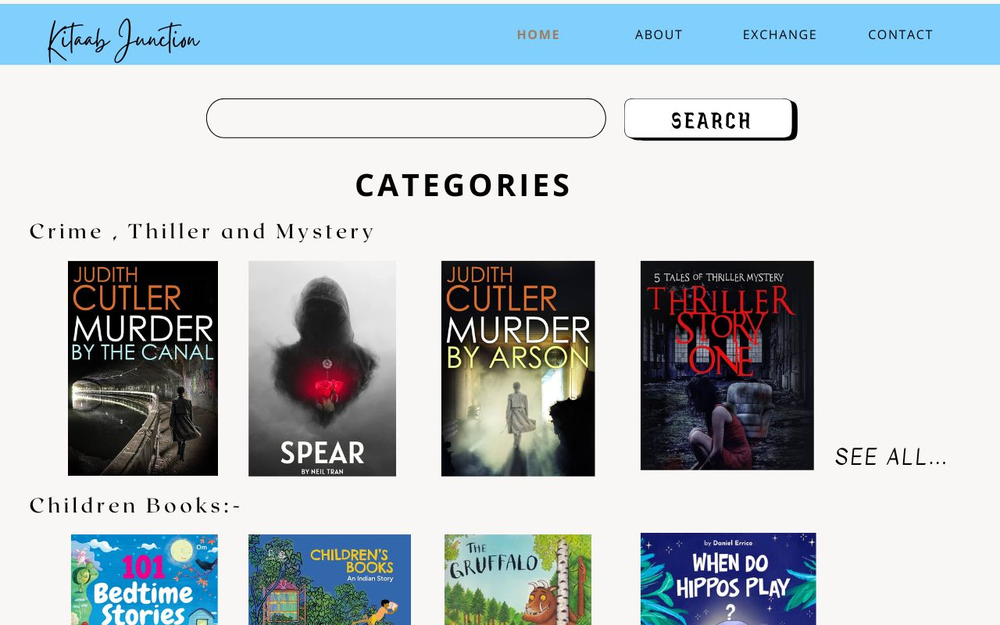 Kitaab Junction
HOME
ABOUT
EXCHANGE
CONTACT
SEARCH
CATEGORIES
Crime , Thiller and Mystery
JUDITH
CUTLER
MURDER
BY THE CANAL
SPEAR
BY NEIL TRAN
JUDITH
CUTLER
MURDER
BY ARSON
5 TALES OF THRILLER MYSTERY
THRILLER
STORY
ONE
SEE ALL...
Children Books:-
Om
101
Bedtime
Stories
CHILDREN'S
BOOKS
An Indian Story
THE
GRUFFALO
by Daniel Errico
WHEN DO
HIPPOS PLAY
?